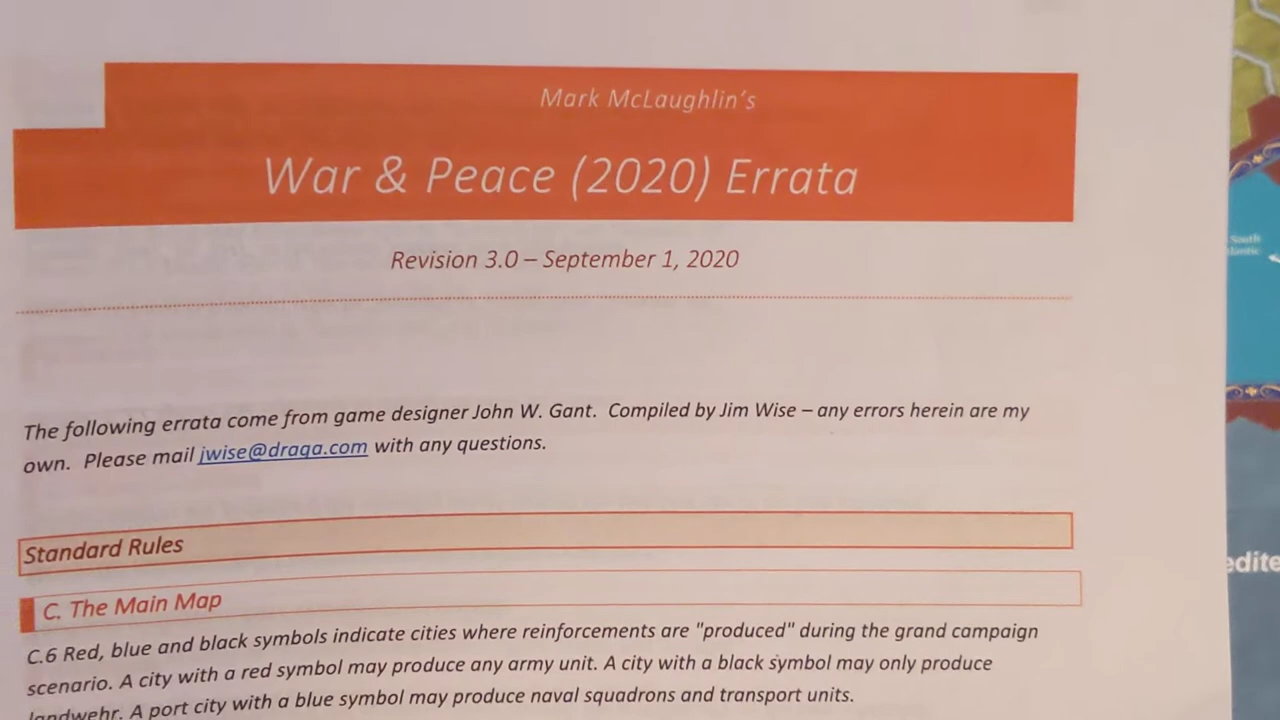 Mark McLaughlin's
War & Peace (2020) Errata
Revision 3.0 – September 1, 2020
The following errata come from game designer John W. Gant.  Compiled by Jim Wise – any errors herein are my
own.  Please mail jwise@draga.com with any questions.
Standard Rules
C. The Main Map
C.6 Red, blue and black symbols indicate cities where reinforcements are "produced" during the grand campaign
scenario. A city with a red symbol may produce any army unit. A city with a black symbol may only produce
landwehr. A port city with a blue symbol may produce naval squadrons and transport units.
South